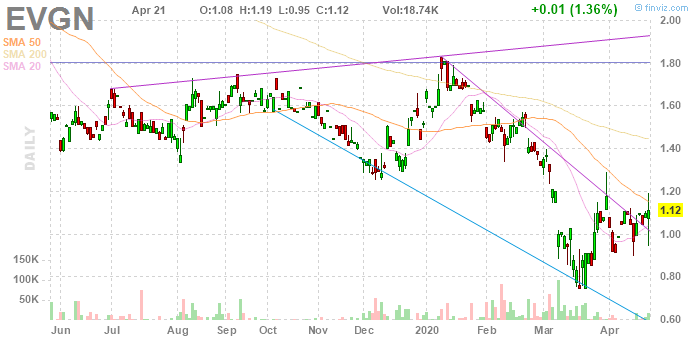 EVGN Apr 21 O:1.08 H:1.19 L:0.95 C:1.12 Vol:18.74K +0.01 (1.36%) © finviz.com
SMA 50
SMA 200
SMA 20
DAILY
2.00
1.80
1.60
1.40
1.20
1.12
1.00
0.80
0.60
150K
100K
50K
Jun Jul Aug Sep Oct Nov Dec 2020 Feb Mar Apr